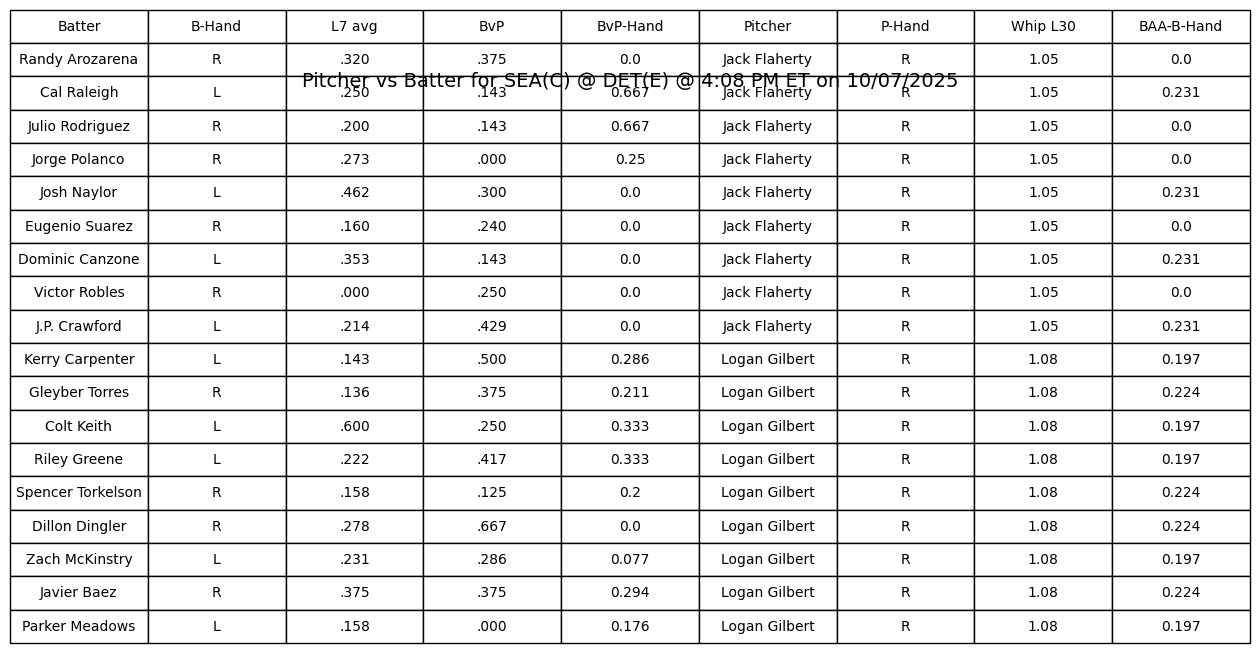 Batter B-Hand L7 avg BvP BvP-Hand Pitcher P-Hand Whip L30 BAA-B-Hand
Randy Arozarena R .320 .375 0.0 Jack Flaherty R 1.05 0.0
Pitcher vs Batter for SEA(C) @ DET(E) @ 4:08 PM ET on 10/07/2025
Cal Raleigh L .250 .143 0.667 Jack Flaherty R 1.05 0.231
Julio Rodriguez R .200 .143 0.667 Jack Flaherty R 1.05 0.0
Jorge Polanco R .273 .000 0.25 Jack Flaherty R 1.05 0.0
Josh Naylor L .462 .300 0.0 Jack Flaherty R 1.05 0.231
Eugenio Suarez R .160 .240 0.0 Jack Flaherty R 1.05 0.0
Dominic Canzone L .353 .143 0.0 Jack Flaherty R 1.05 0.231
Victor Robles R .000 .250 0.0 Jack Flaherty R 1.05 0.0
J.P. Crawford L .214 .429 0.0 Jack Flaherty R 1.05 0.231
Kerry Carpenter L .143 .500 0.286 Logan Gilbert R 1.08 0.197
Gleyber Torres R .136 .375 0.211 Logan Gilbert R 1.08 0.224
Colt Keith L .600 .250 0.333 Logan Gilbert R 1.08 0.197
Riley Greene L .222 .417 0.333 Logan Gilbert R 1.08 0.197
Spencer Torkelson R .158 .125 0.2 Logan Gilbert R 1.08 0.224
Dillon Dingler R .278 .667 0.0 Logan Gilbert R 1.08 0.224
Zach McKinstry L .231 .286 0.077 Logan Gilbert R 1.08 0.197
Javier Baez R .375 .375 0.294 Logan Gilbert R 1.08 0.224
Parker Meadows L .158 .000 0.176 Logan Gilbert R 1.08 0.197